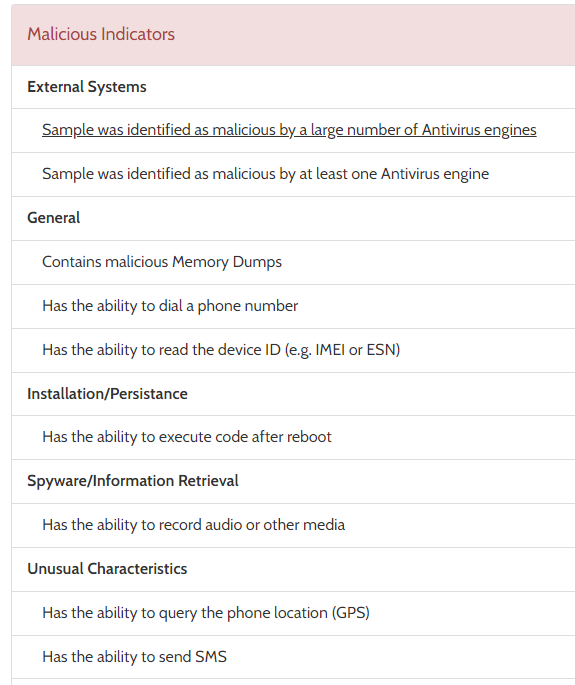 Malicious Indicators
External Systems
Sample was identified as malicious by a large number of Antivirus engines
Sample was identified as malicious by at least one Antivirus engine
General
Contains malicious Memory Dumps
Has the ability to dial a phone number
Has the ability to read the device ID (e.g. IMEI or ESN)
Installation/Persistance
Has the ability to execute code after reboot
Spyware/Information Retrieval
Has the ability to record audio or other media
Unusual Characteristics
Has the ability to query the phone location (GPS)
Has the ability to send SMS